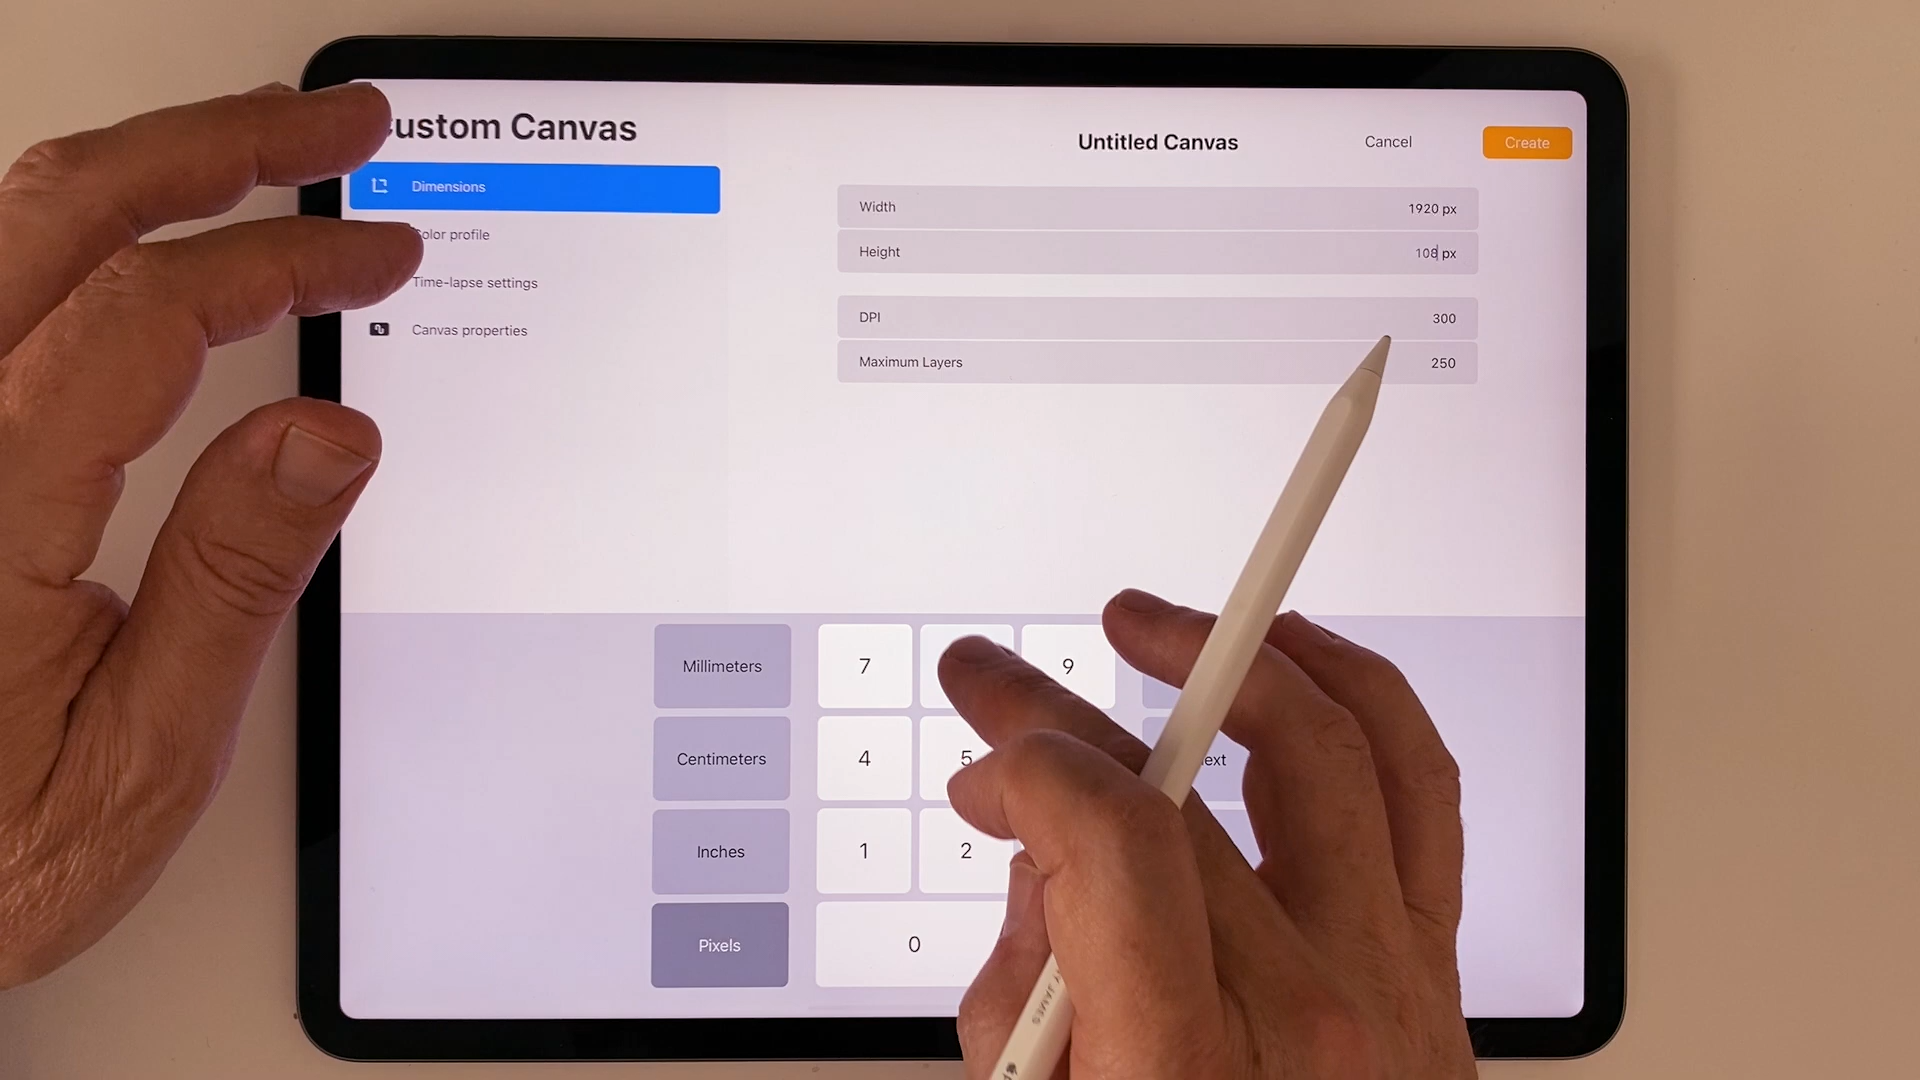 ustom Canvas
Untitled Canvas
Cancel
Create
Dimensions
olor profile
Time-lapse settings
Canvas properties
Width 1920 px
Height 108 px
DPI 300
Maximum Layers 250
Millimeters 7 9
Centimeters 4 5 ext
Inches 1 2
Pixels 0